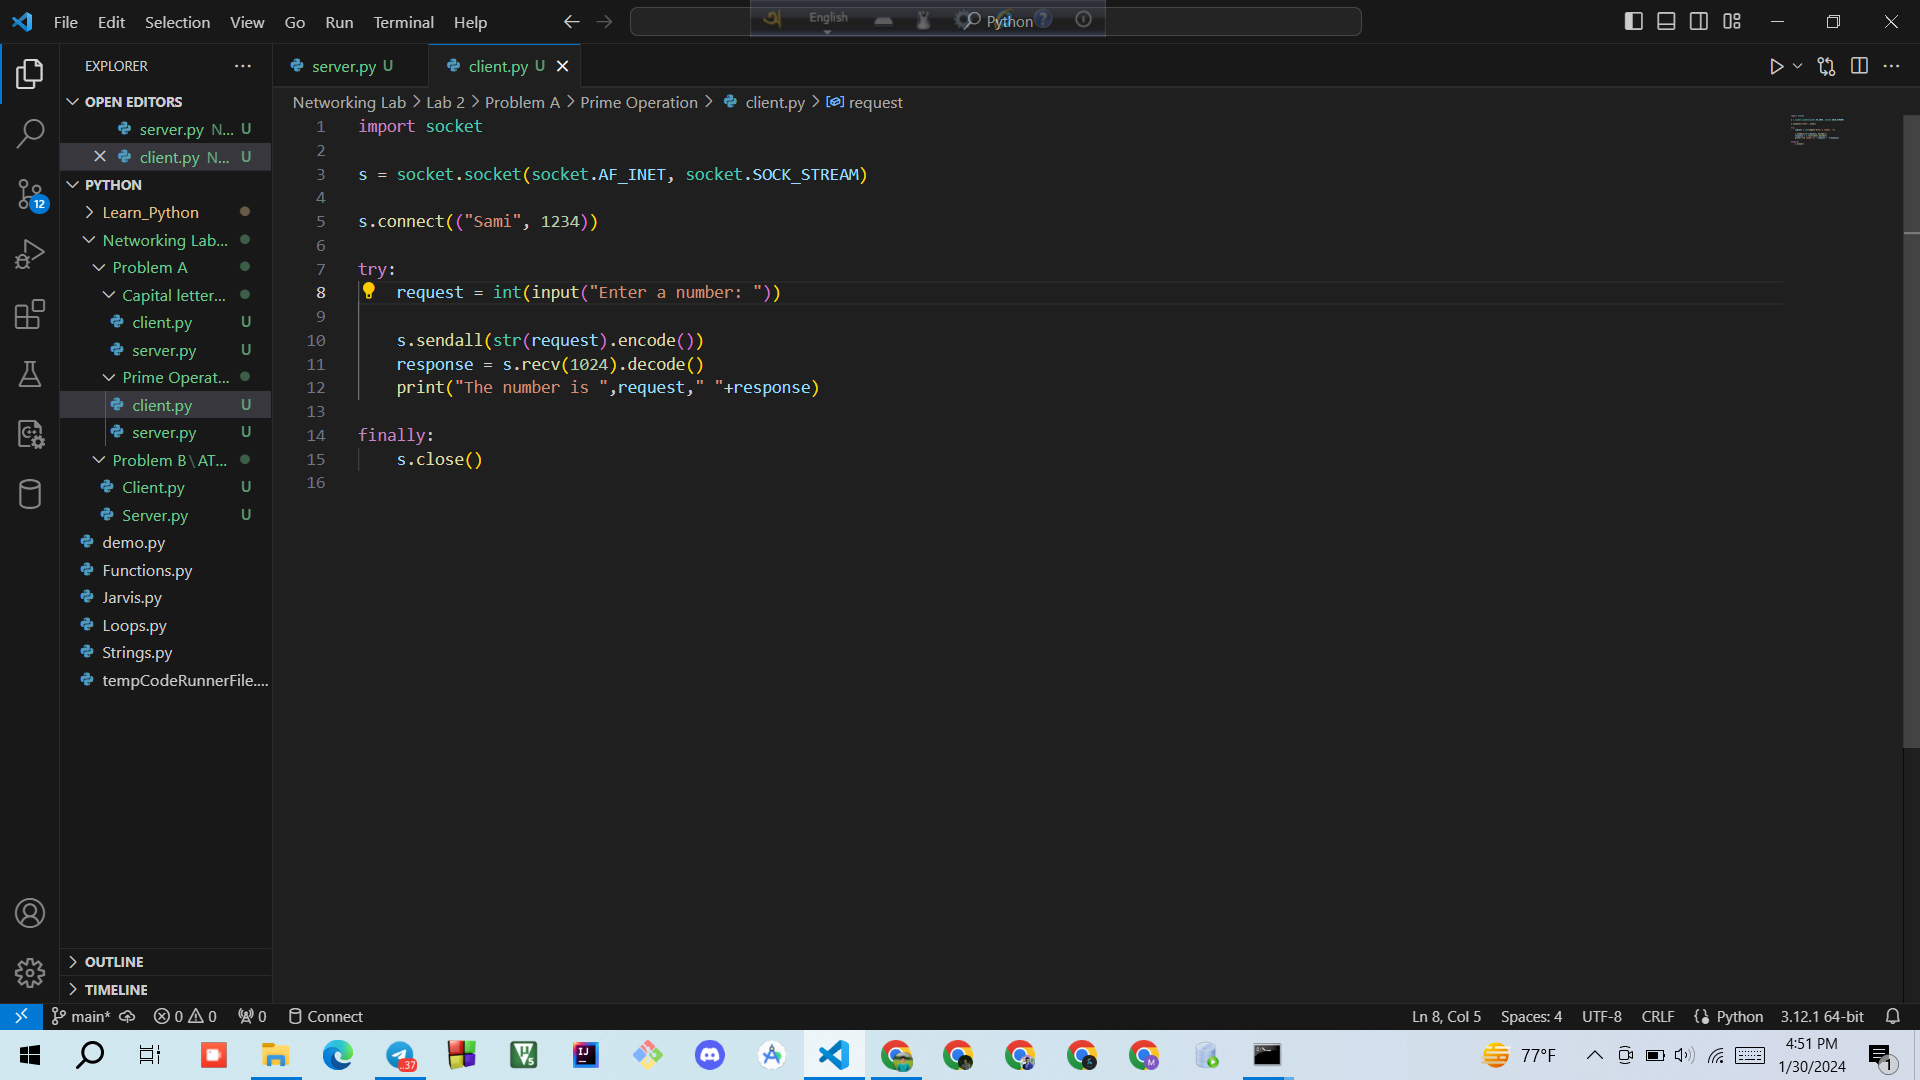 File Edit Selection View Go Run Terminal Help
English
Python
EXPLORER
server.py U
client.py U
OPEN EDITORS
server.py N... U
client.py N... U
PYTHON
Learn_Python
Networking Lab...
Problem A
Capital letter...
client.py U
server.py U
Prime Operat...
client.py U
server.py U
Problem B\AT...
Client.py U
Server.py U
demo.py
Functions.py
Jarvis.py
Loops.py
Strings.py
tempCodeRunnerFile....
OUTLINE
TIMELINE
12
Networking Lab > Lab 2 > Problem A > Prime Operation > client.py > request
1 import socket
2
3 s = socket.socket(socket.AF_INET, socket.SOCK_STREAM)
4
5 s.connect(("Sami", 1234))
6
7 try:
8 request = int(input("Enter a number: "))
9
10 s.sendall(str(request).encode())
11 response = s.recv(1024).decode()
12 print("The number is ",request," "+response)
13
14 finally:
15 s.close()
16
main* 0 0 0 Connect
Ln 8, Col 5 Spaces: 4 UTF-8 CRLF Python 3.12.1 64-bit
77°F
4:51 PM
1/30/2024
1